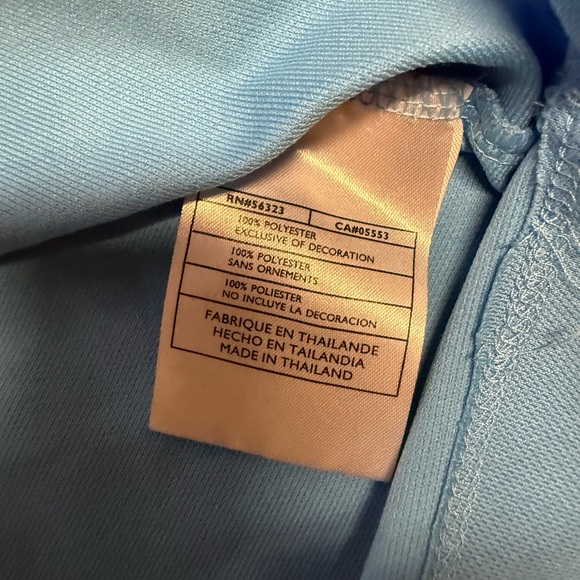 RN#56323 CA#05553
100% POLYESTER
EXCLUSIVE OF DECORATION
100% POLYESTER
SANS ORNEMENTS
100% POLIESTER
NO INCLUYE LA DECORACION
FABRIQUE EN THAILANDE
HECHO EN TAILANDIA
MADE IN THAILAND